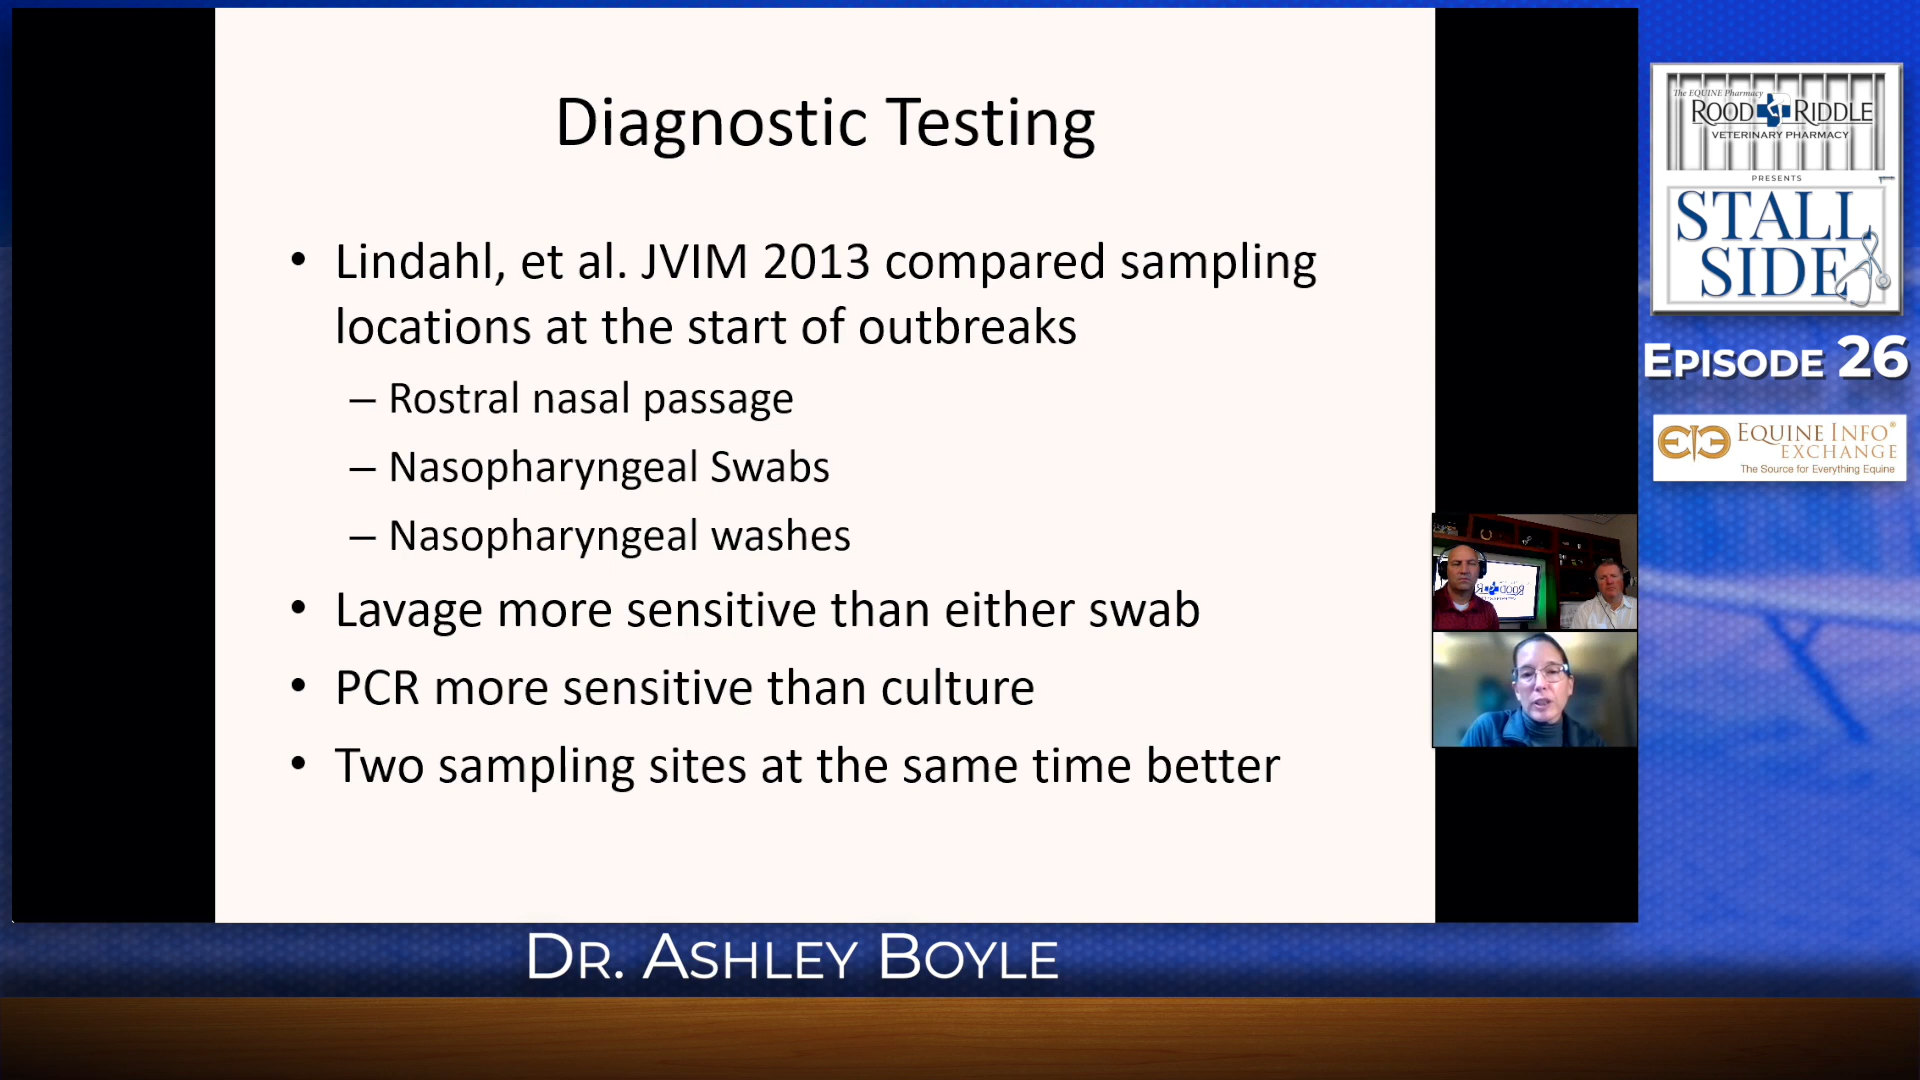 Diagnostic Testing
• Lindahl, et al. JVIM 2013 compared sampling
locations at the start of outbreaks
– Rostral nasal passage
– Nasopharyngeal Swabs
– Nasopharyngeal washes
• Lavage more sensitive than either swab
• PCR more sensitive than culture
• Two sampling sites at the same time better
The EQUINE Pharmacy
ROOD RIDDLE
VETERINARY PHARMACY
PRESENTS
STALL
SIDE
EPISODE 26
EQUINE INFO®
EXCHANGE
The Source for Everything Equine
DR. ASHLEY BOYLE